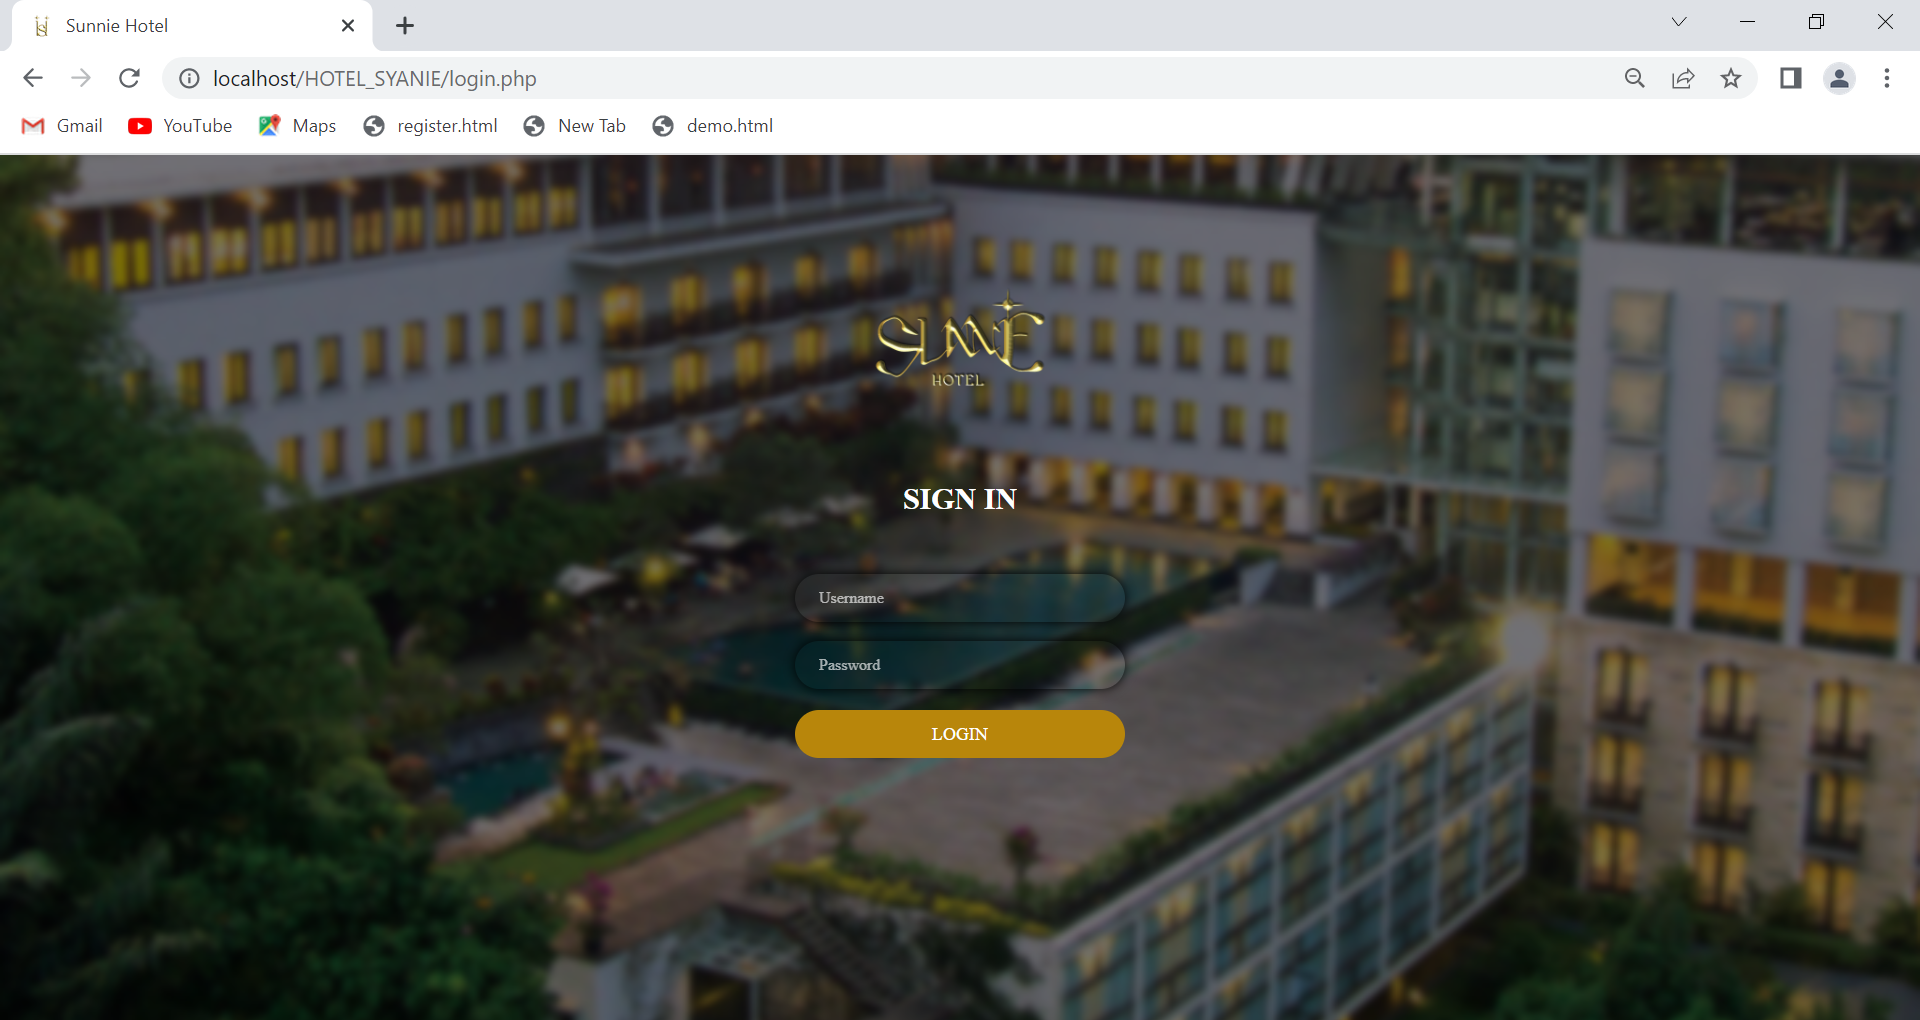 Sunnie Hotel
localhost/HOTEL_SYANIE/login.php
Gmail YouTube Maps register.html New Tab demo.html
SUNNIE
HOTEL
SIGN IN
Username
Password
LOGIN